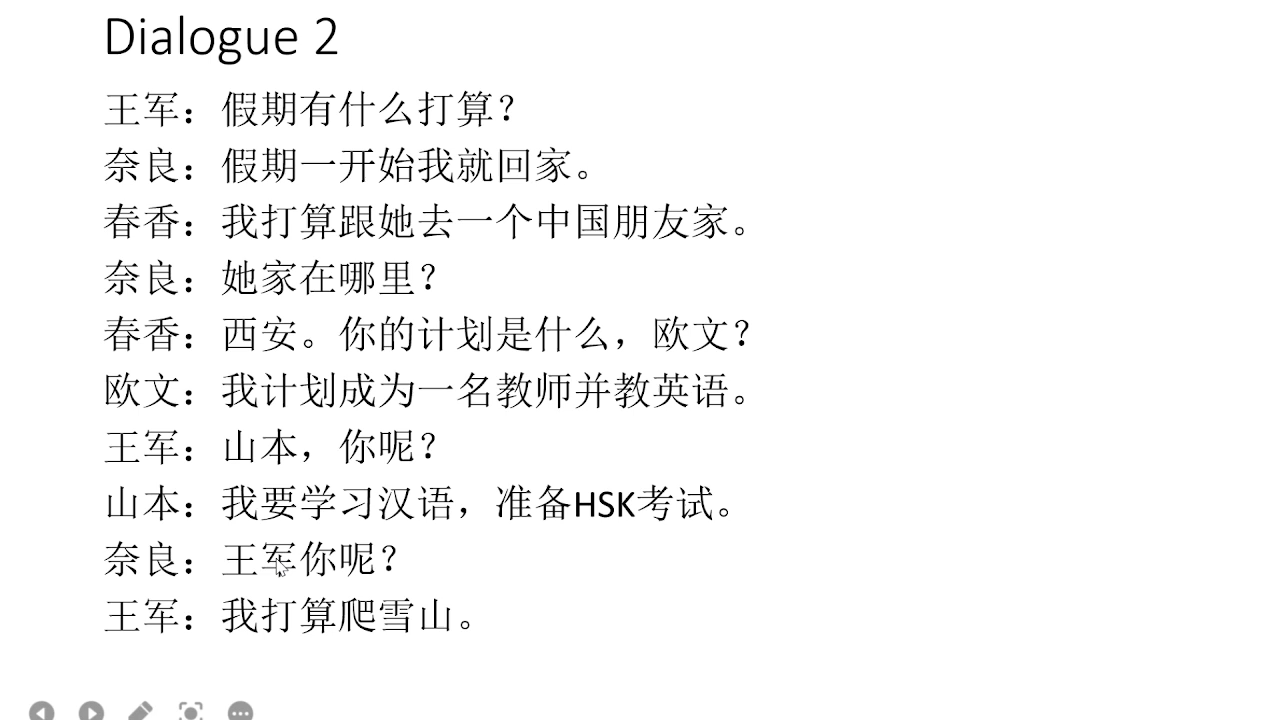 Dialogue 2
王军：假期有什么打算？
奈良：假期一开始我就回家。
春香：我打算跟她去一个中国朋友家。
奈良：她家在哪里？
春香：西安。你的计划是什么，欧文？
欧文：我计划成为一名教师并教英语。
王军：山本，你呢？
山本：我要学习汉语，准备HSK考试。
奈良：王军你呢？
王军：我打算爬雪山。